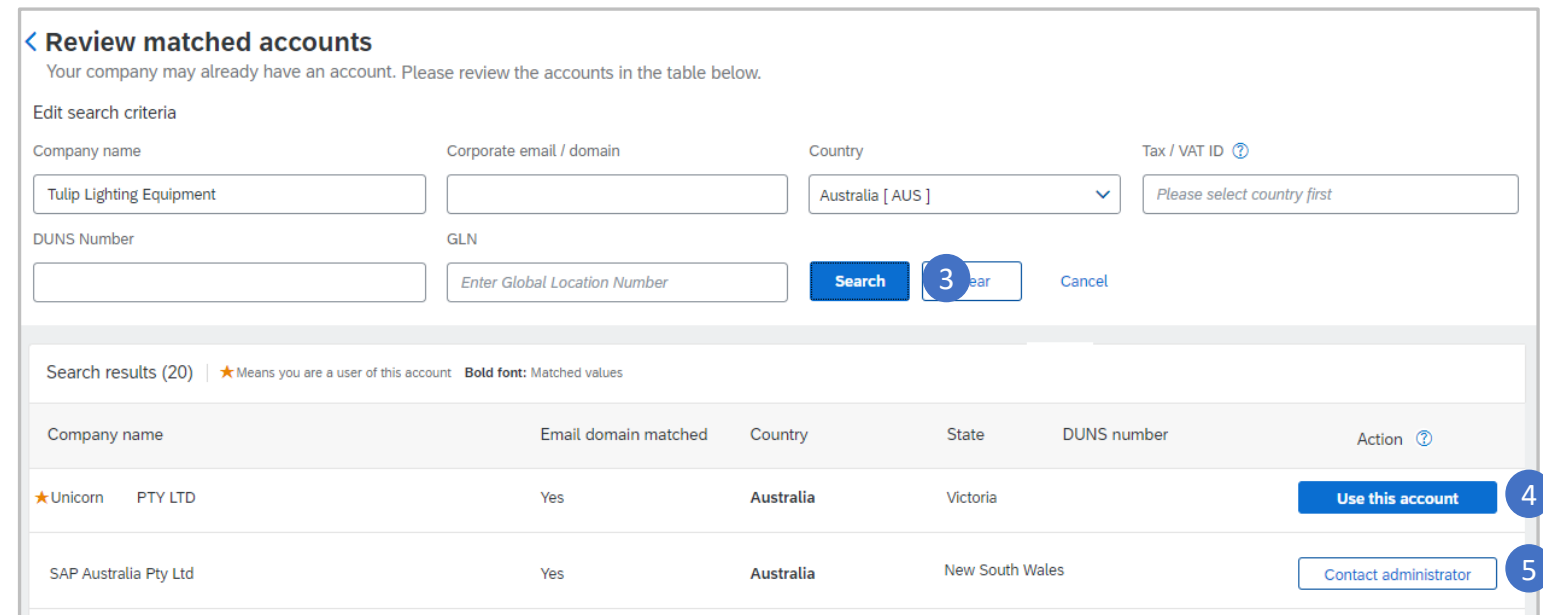 Review matched accounts
Your company may already have an account. Please review the accounts in the table below.
Edit search criteria
Company name Corporate email / domain Country Tax / VAT ID ?
Tulip Lighting Equipment Australia [ AUS ] Please select country first
DUNS Number GLN
Enter Global Location Number Search 3 ear Cancel
Search results (20) ★ Means you are a user of this account Bold font: Matched values
Company name Email domain matched Country State DUNS number Action ?
★ Unicorn PTY LTD Yes Australia Victoria Use this account 4
SAP Australia Pty Ltd Yes Australia New South Wales Contact administrator 5